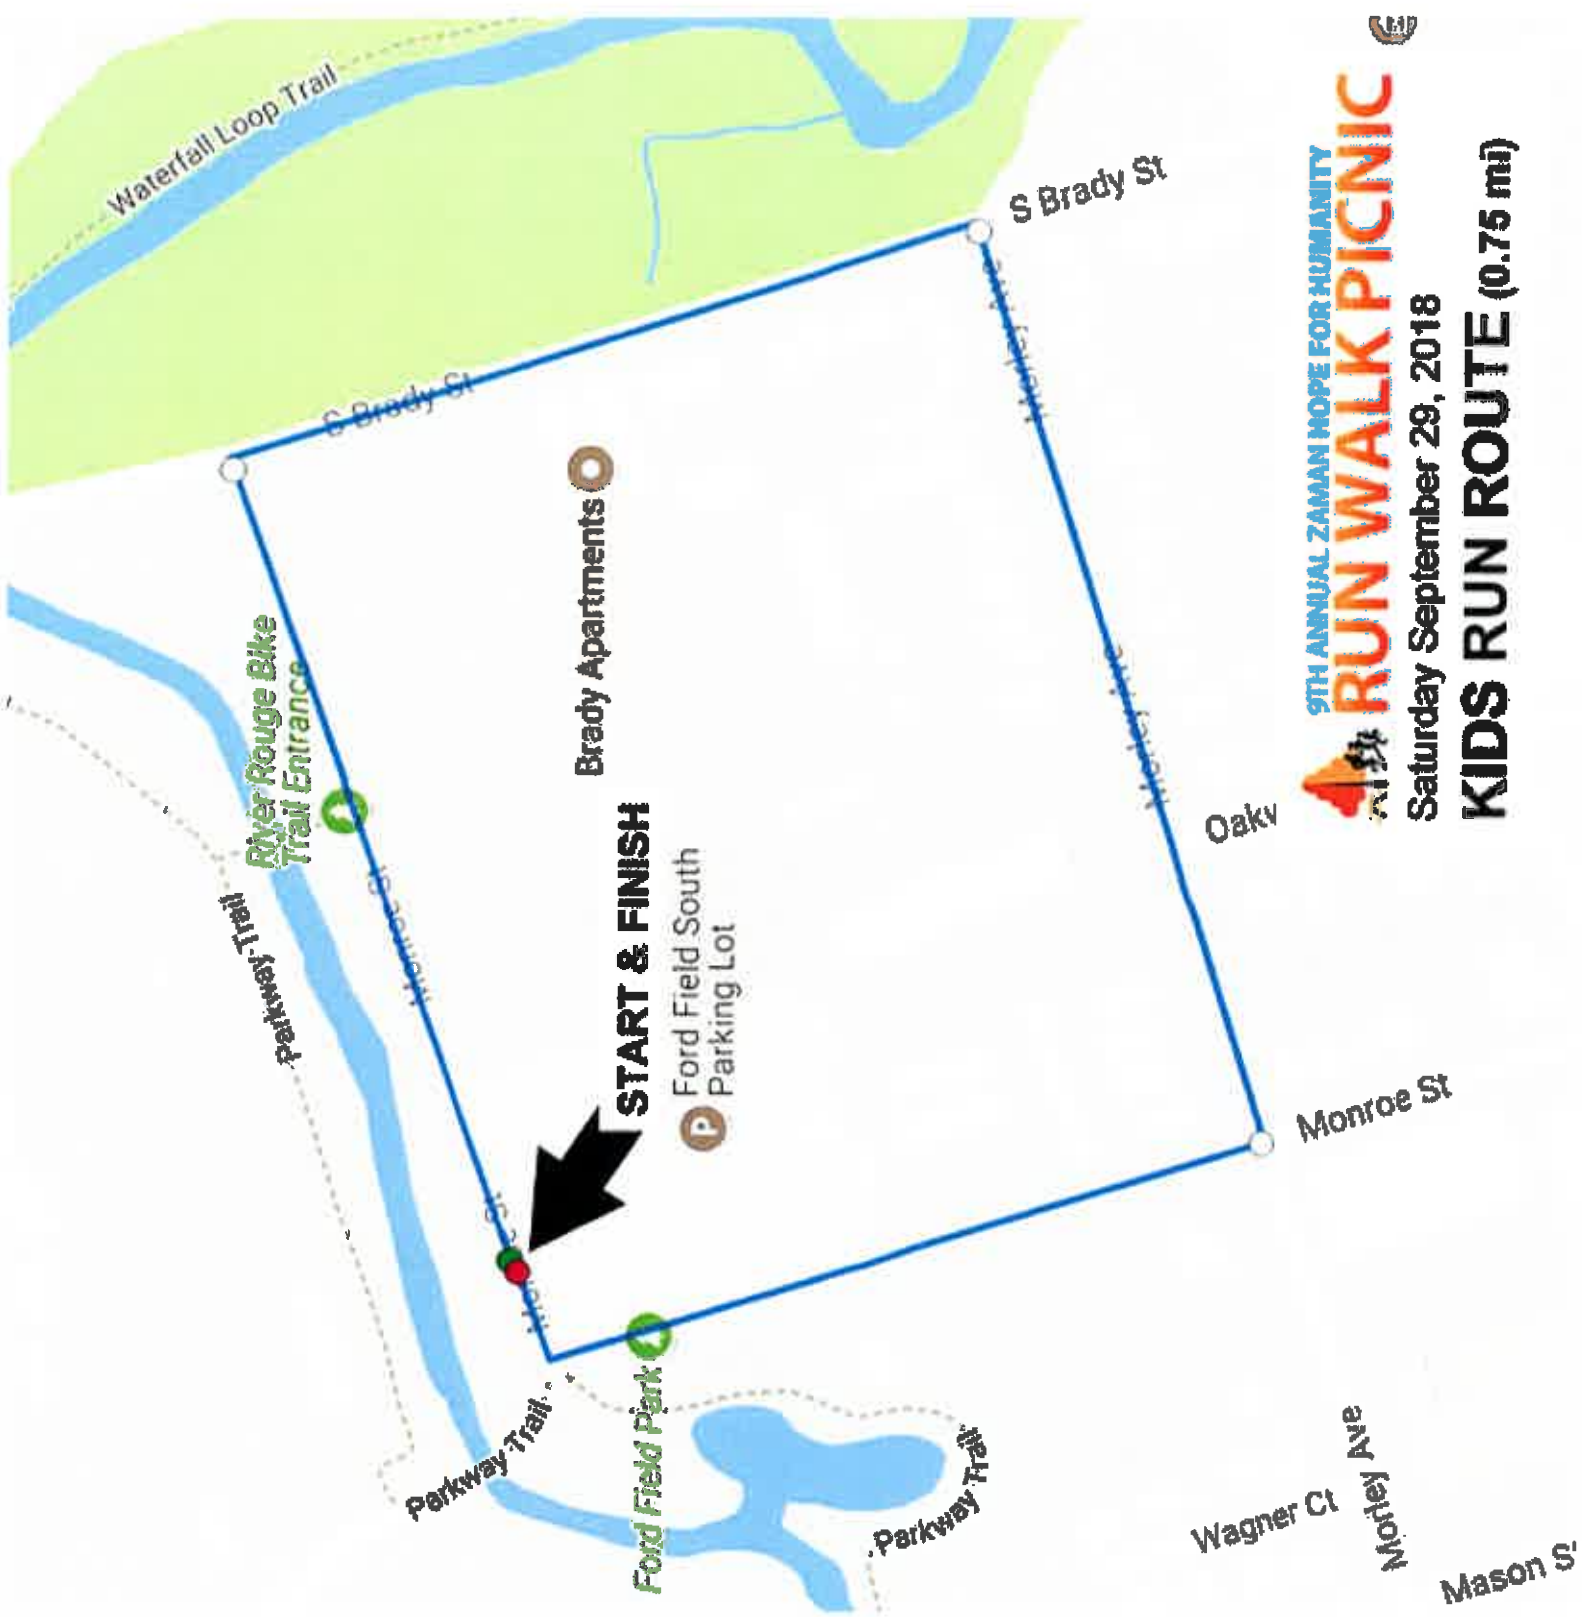 9TH ANNUAL ZAMAN HOPE FOR HUMANITY
RUN WALK PICNIC
Saturday September 29, 2018
KIDS RUN ROUTE (0.75 mi)
Waterfall Loop Trail
S Brady St
S Brady St
Morley Ave
Morley Ave
River Rouge Bike
Trail Entrance
Brady Apartments
Monroe St
Parkway Trail
START & FINISH
P Ford Field South
Parking Lot
Oakw
Monroe St
Ford Field Park
Parkway Trail
Parkway Trail
Wagner Ct
Morley Ave
Mason S